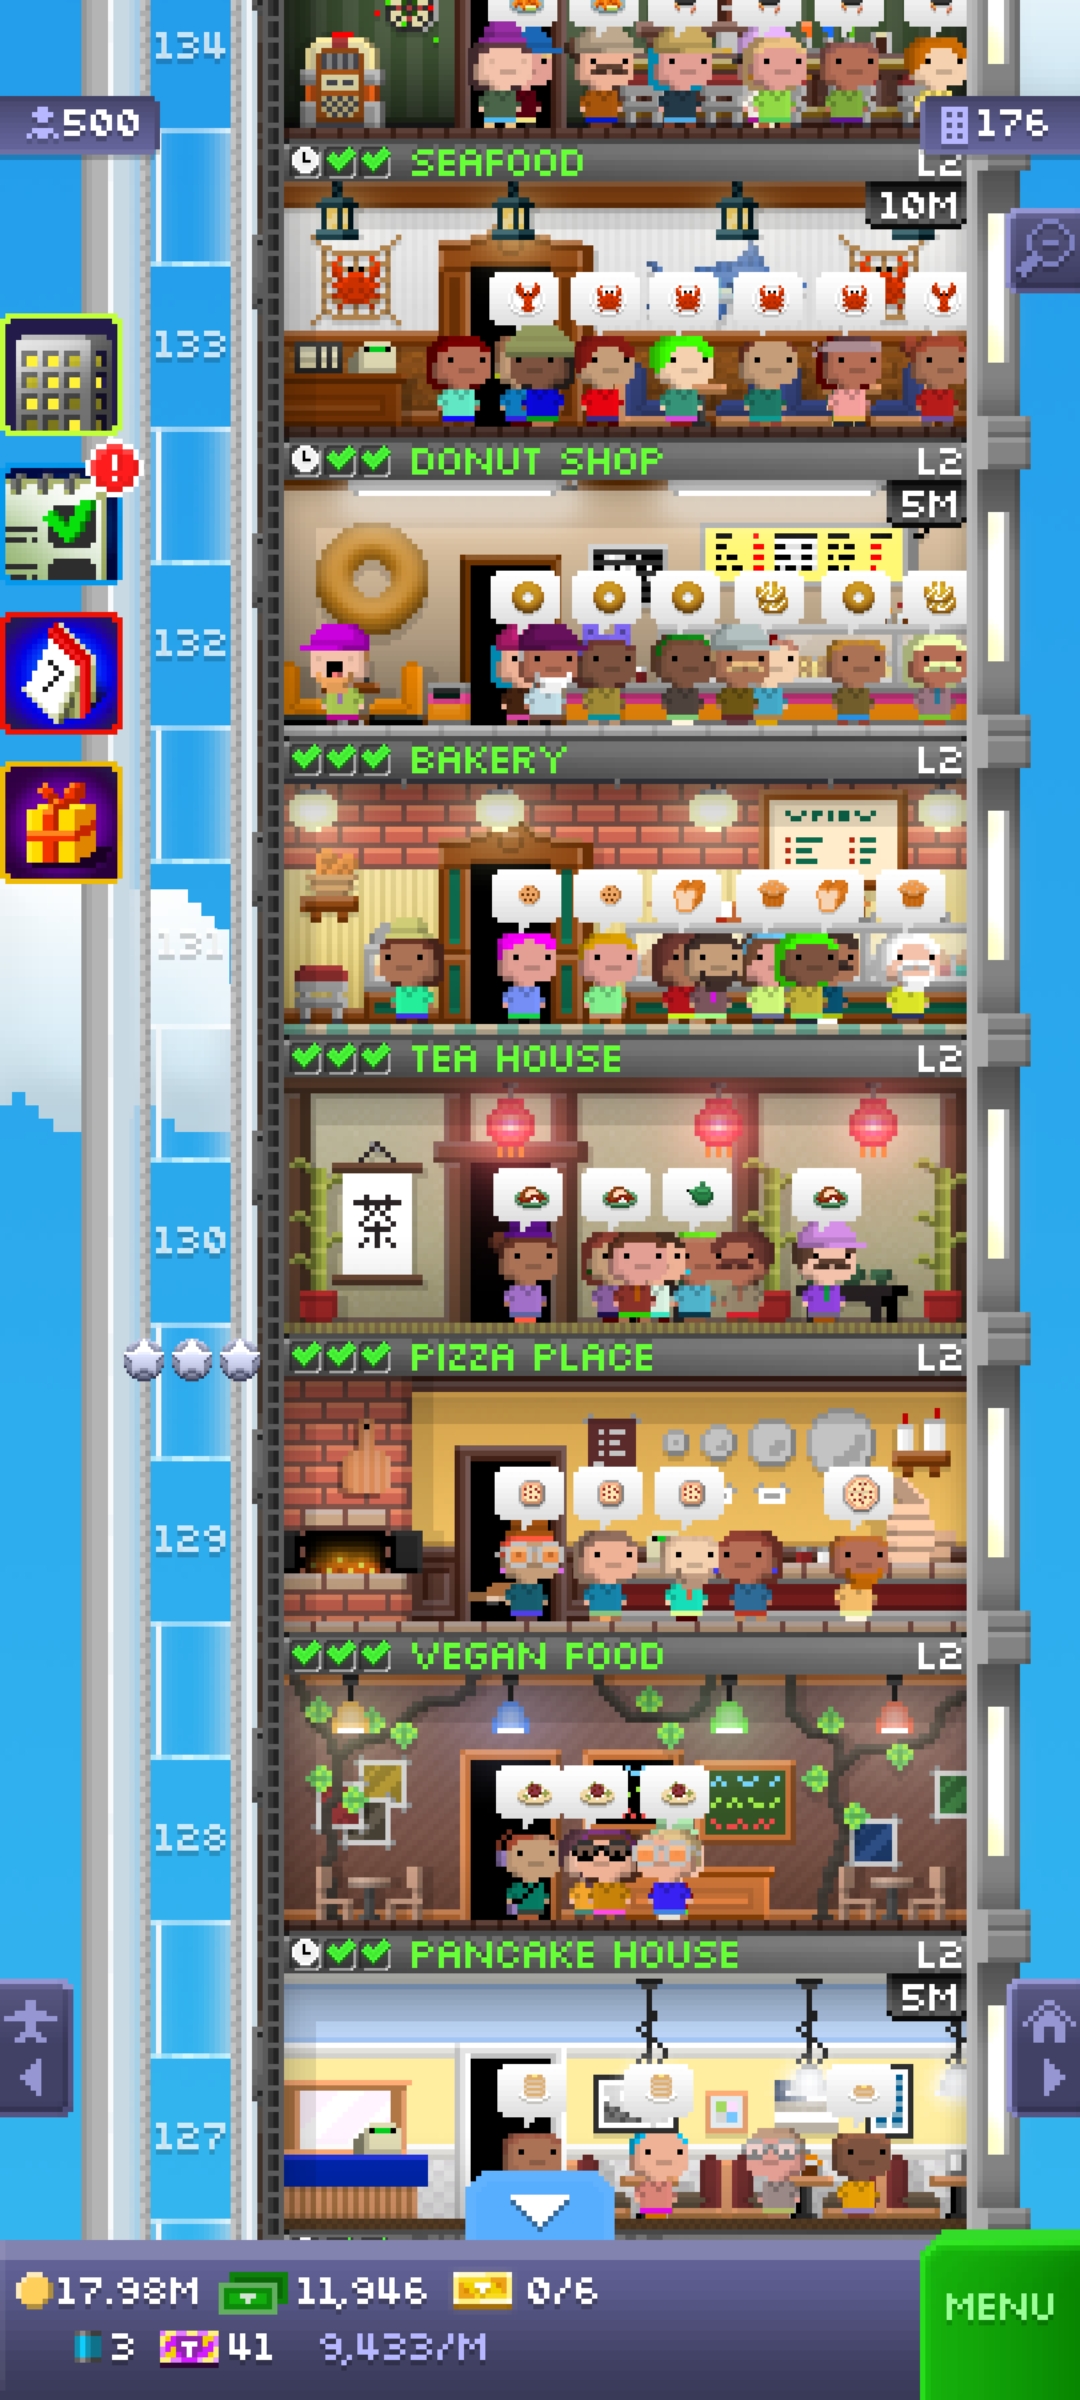 134
500
176
SEAFOOD L2
10M
133
DONUT SHOP L2
5M
132
BAKERY L2
131
TEA HOUSE L2
茶
130
PIZZA PLACE L2
129
VEGAN FOOD L2
128
PANCAKE HOUSE L2
5M
127
17.98M 11,946 0/6
MENU
3 41 9,433/M